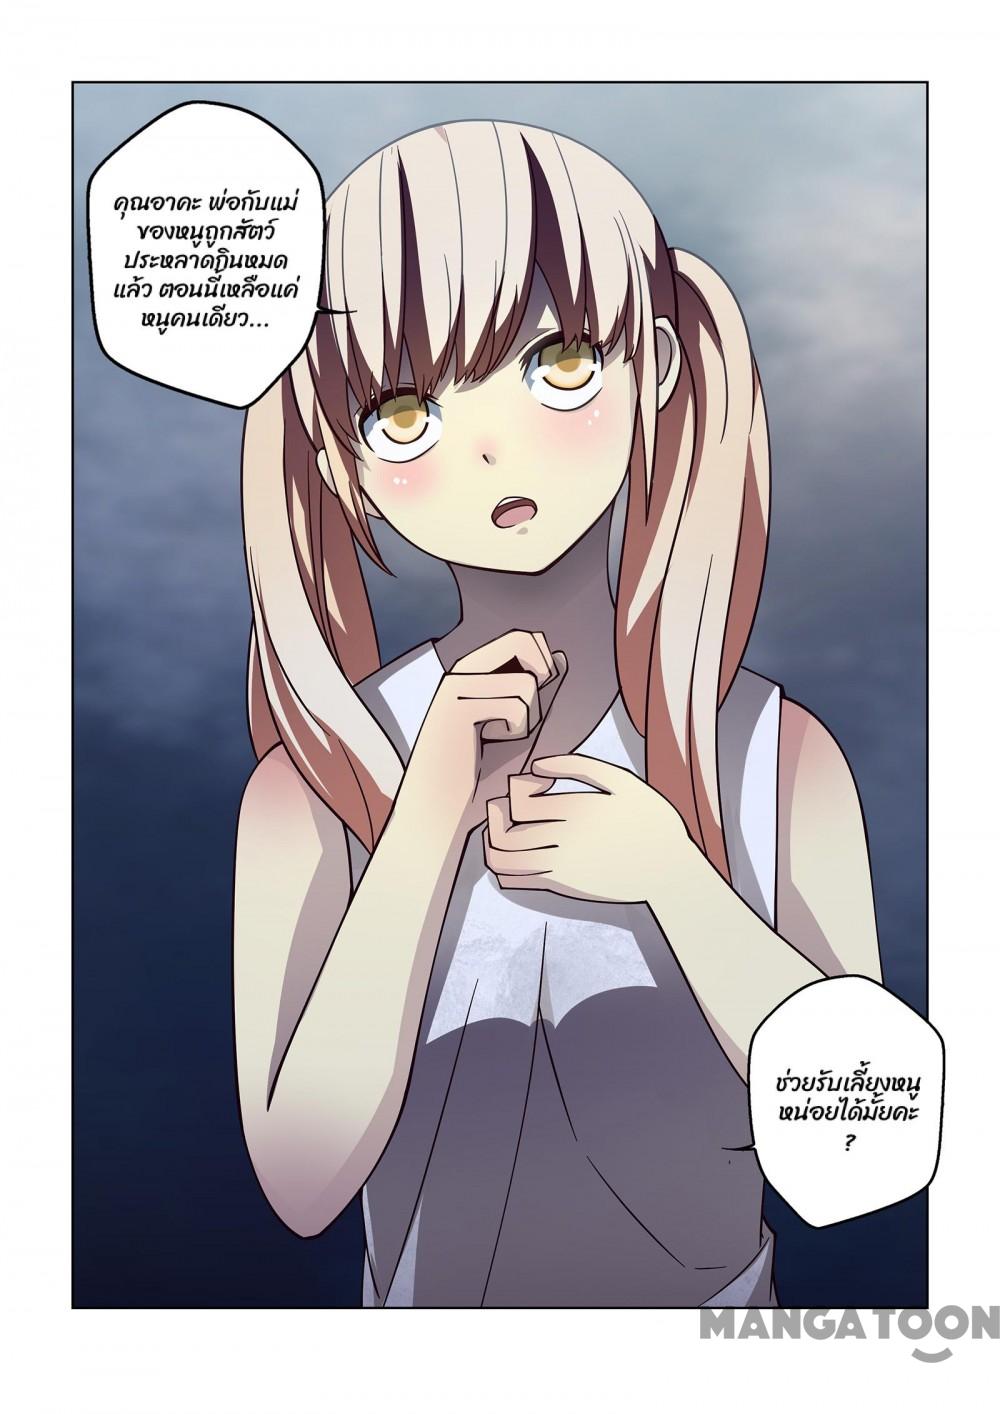 คุณอาคะ พ่อกับแม่
ของหนูถูกสัตว์
ประหลาดกินหมด
แล้ว ตอนนี้เหลือแค่
หนูคนเดียว...
ช่วยรับเลี้ยงหนู
หน่อยได้มั้ยคะ
?
MANGATOON